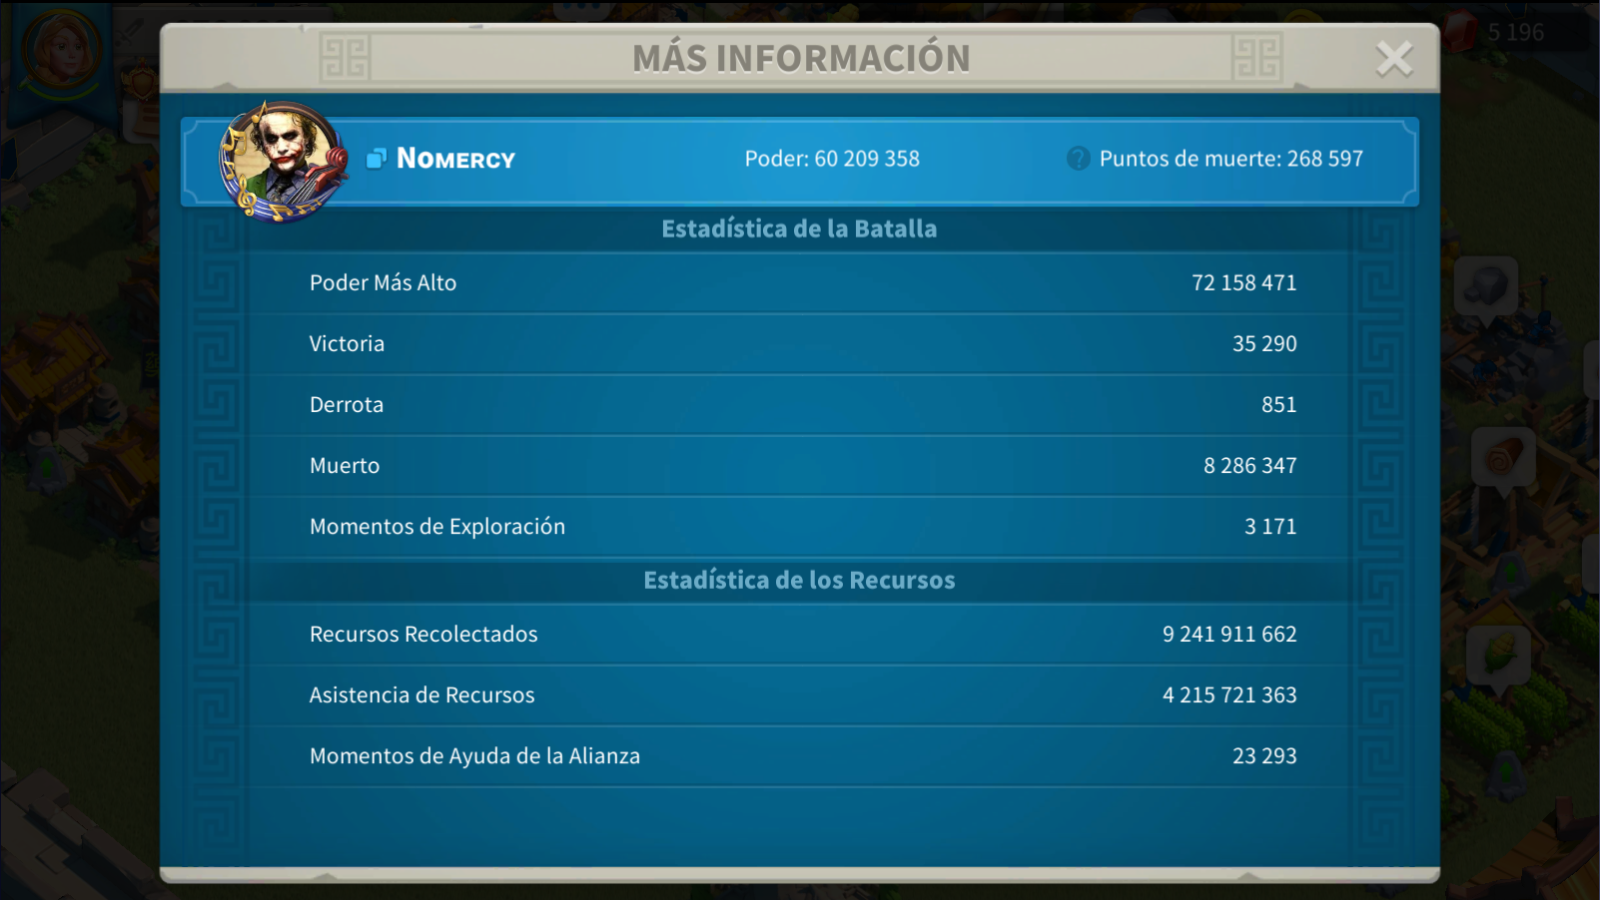 5 196
MÁS INFORMACIÓN
Nomercy
Poder: 60 209 358
? Puntos de muerte: 268 597
Estadística de la Batalla
Poder Más Alto 72 158 471
Victoria 35 290
Derrota 851
Muerto 8 286 347
Momentos de Exploración 3 171
Estadística de los Recursos
Recursos Recolectados 9 241 911 662
Asistencia de Recursos 4 215 721 363
Momentos de Ayuda de la Alianza 23 293